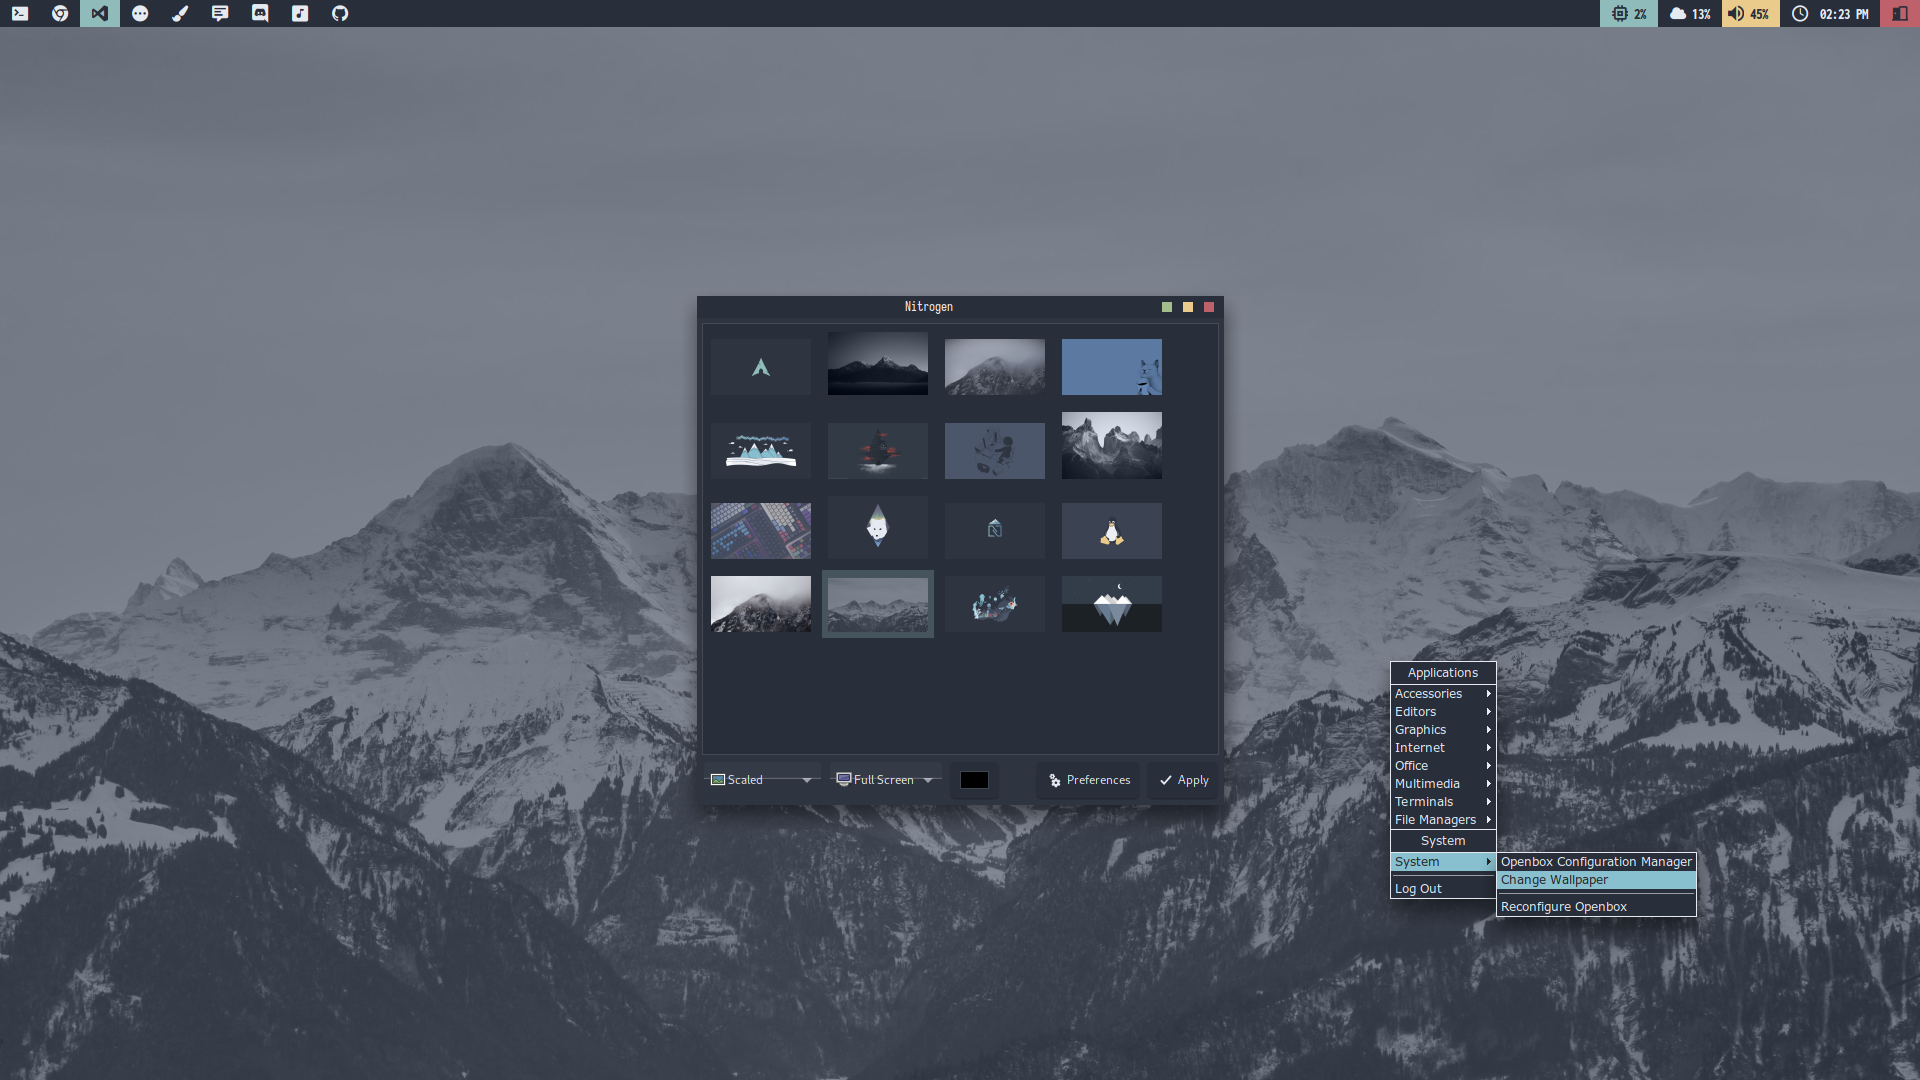 2%
13%
45%
02:23 PM
Nitrogen
Scaled
Full Screen
Preferences
Apply
Applications
Accessories
Editors
Graphics
Internet
Office
Multimedia
Terminals
File Managers
System
System
Log Out
Openbox Configuration Manager
Change Wallpaper
Reconfigure Openbox